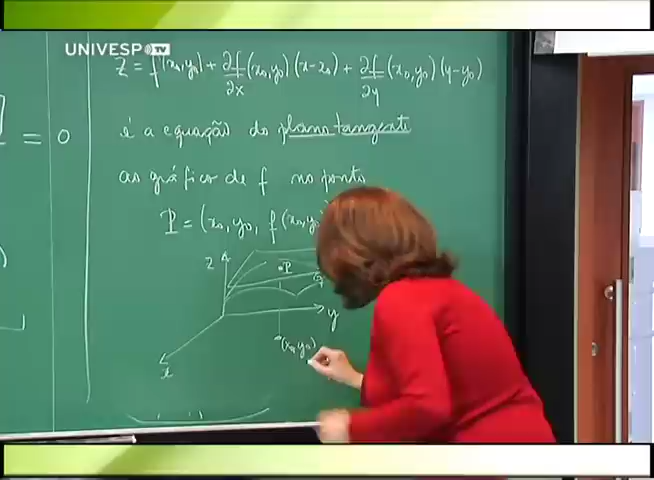 UNIVESP TV
z = f(x₀,y₀) + ∂f/∂x (x₀,y₀) (x-x₀) + ∂f/∂y (x₀,y₀) (y-y₀)
= 0
é a equação do plano tangente
ao gráfico de f no ponto
P = (x₀, y₀, f(x₀,y₀
z
P
y
(x₀,y₀)
x